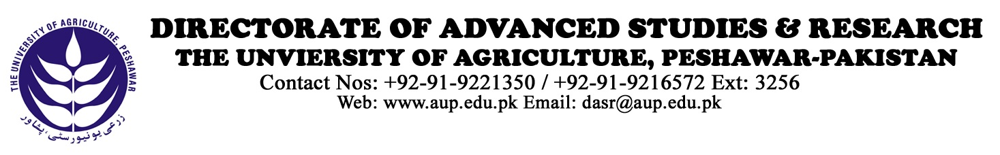 THE UNIVERSITY OF AGRICULTURE, PESHAWAR
زرعی یونیورسٹی، پشاور
DIRECTORATE OF ADVANCED STUDIES & RESEARCH
THE UNVIERSITY OF AGRICULTURE, PESHAWAR-PAKISTAN
Contact Nos: +92-91-9221350 / +92-91-9216572 Ext: 3256
Web: www.aup.edu.pk Email: dasr@aup.edu.pk